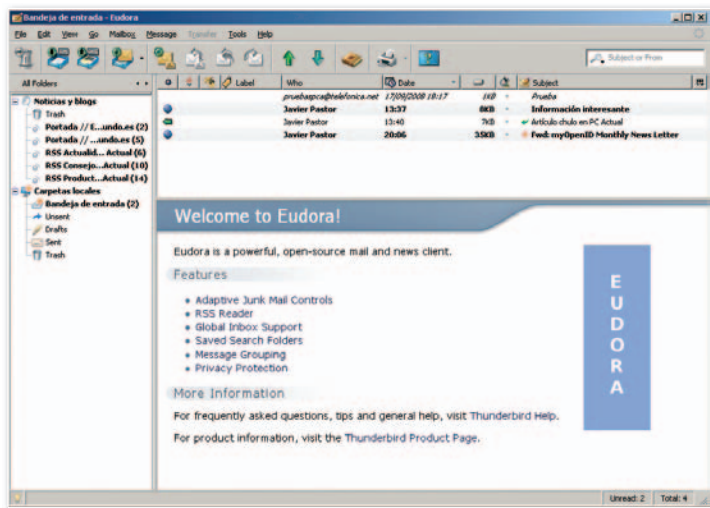 Bandeja de entrada - Eudora
File Edit View Go Mailbox Message Transfer Tools Help
Subject or From
All Folders
Label Who Date Subject
pruebaspca@telefonica.net 17/09/2008 18:17 1KB Prueba
Javier Pastor 13:37 6KB Información interesante
Javier Pastor 13:40 7KB Artículo chulo en PC Actual
Javier Pastor 20:06 35KB Fwd: myOpenID Monthly News Letter
Noticias y blogs
Trash
Portada // E...undo.es (2)
Portada // ...undo.es (5)
RSS Actualid... Actual (6)
RSS Consejo...Actual (10)
RSS Product...Actual (14)
Carpetas locales
Bandeja de entrada (2)
Unsent
Drafts
Sent
Trash
Welcome to Eudora!
Eudora is a powerful, open-source mail and news client.
Features
Adaptive Junk Mail Controls
RSS Reader
Global Inbox Support
Saved Search Folders
Message Grouping
Privacy Protection
More Information
For frequently asked questions, tips and general help, visit Thunderbird Help.
For product information, visit the Thunderbird Product Page.
EUDORA
Unread: 2 Total: 4